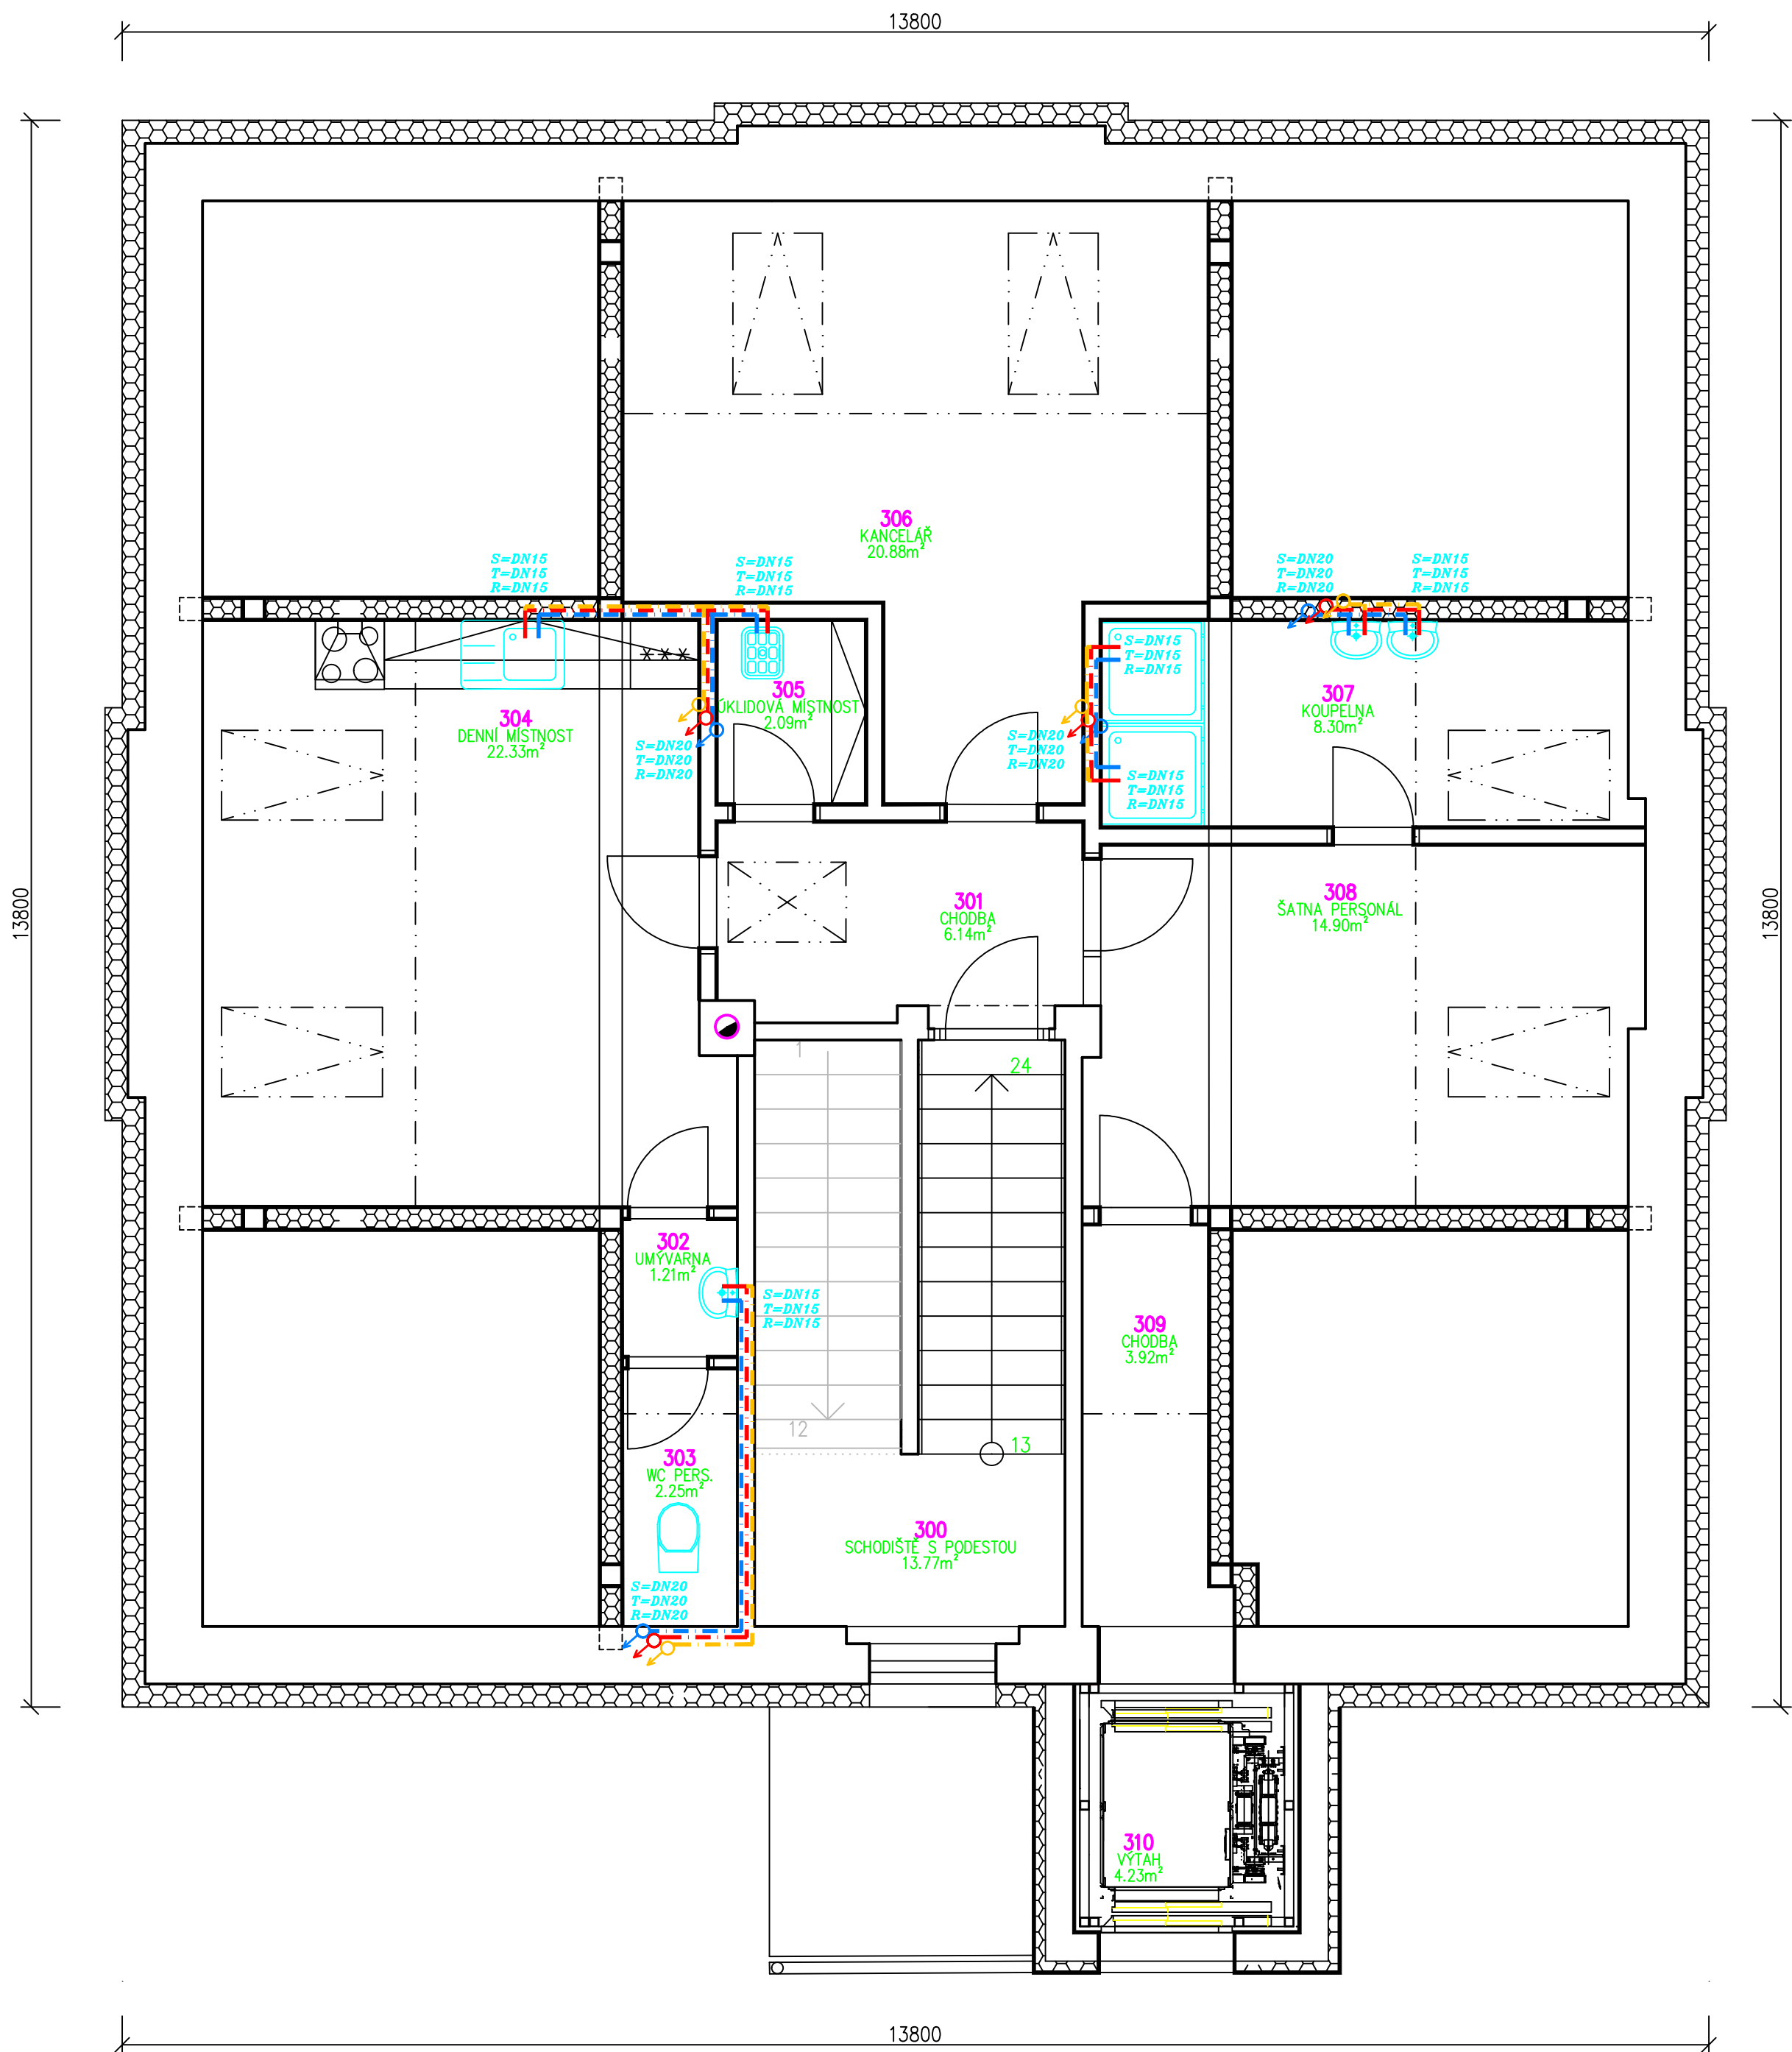 13800
306
KANCELÁŘ
20.88m²
S=DN15
T=DN15
R=DN15
S=DN15
T=DN15
R=DN15
S=DN20
T=DN20
R=DN20
S=DN15
T=DN15
R=DN15
304
DENNÍ MÍSTNOST
22.33m²
305
ÚKLIDOVÁ MÍSTNOST
2.09m²
S=DN20
T=DN20
R=DN20
S=DN15
T=DN15
R=DN15
S=DN20
T=DN20
R=DN20
S=DN15
T=DN15
R=DN15
307
KOUPELNA
8.30m²
13800
301
CHODBA
6.14m²
308
ŠATNA PERSONÁL
14.90m²
13800
1
24
302
UMÝVARNA
1.21m²
S=DN15
T=DN15
R=DN15
309
CHODBA
3.92m²
12
13
303
WC PERS.
2.25m²
300
SCHODIŠTĚ S PODESTOU
13.77m²
S=DN20
T=DN20
R=DN20
310
VÝTAH
4.23m²
13800